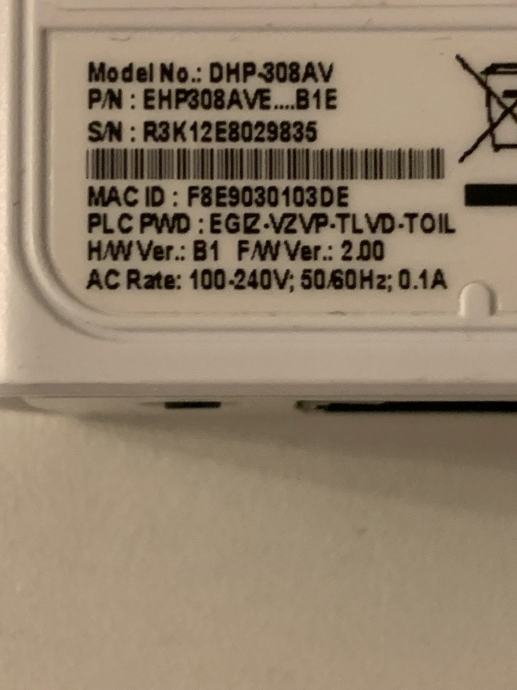 Model No.: DHP-308AV
P/N : EHP308AVE....B1E
S/N : R3K12E8029835
MAC ID : F8E9030103DE
PLC PWD : EGIZ-VZVP-TLVD-TOIL
H/W Ver.: B1 F/W Ver.: 2.00
AC Rate: 100-240V; 50/60Hz; 0.1A